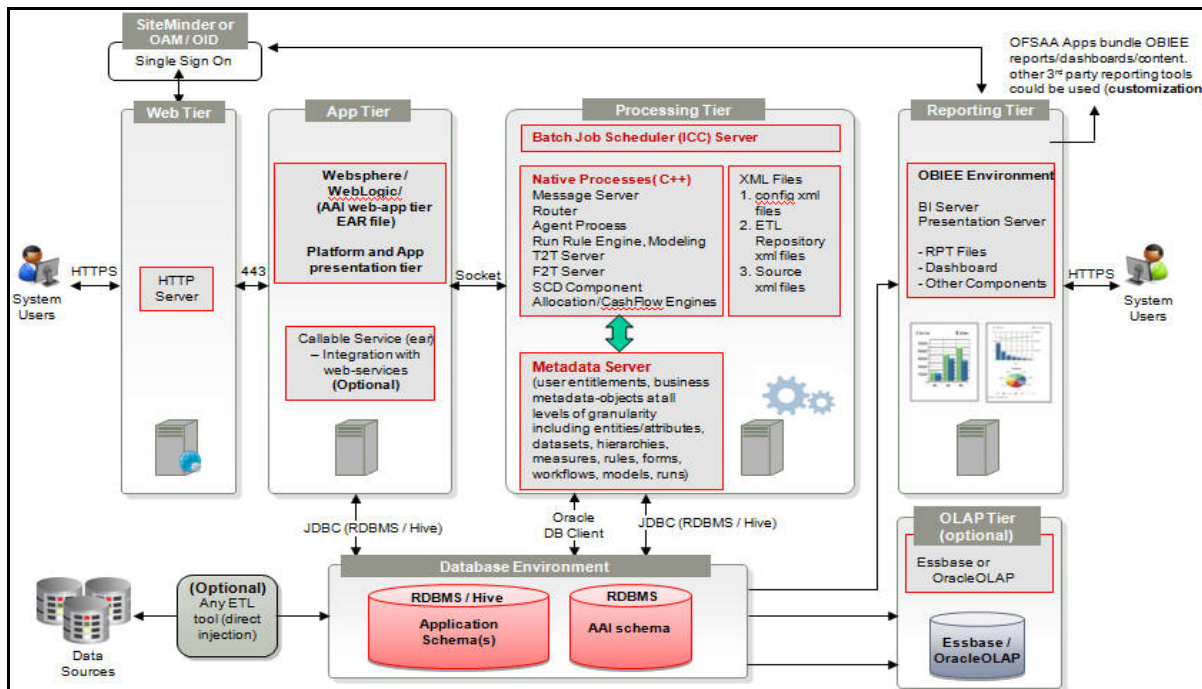 SiteMinder or
OAM / OID
Single Sign On
OFSAA Apps bundle OBIEE
reports/dashboards/content.
other 3rd party reporting tools
could be used (customization
Web Tier
HTTP
Server
App Tier
Websphere /
WebLogic/
(AAI web-app tier
EAR file)
Platform and App
presentation tier
Callable Service (ear)
– Integration with
web-services
(Optional)
Processing Tier
Batch Job Scheduler (ICC) Server
Native Processes( C++)
Message Server
Router
Agent Process
Run Rule Engine, Modeling
T2T Server
F2T Server
SCD Component
Allocation/CashFlow Engines
XML Files
1. config xml
files
2. ETL
Repository
xml files
3. Source
xml files
Metadata Server
(user entitlements, business
metadata-objects at all
levels of granularity
including entities/attributes,
datasets, hierarchies,
measures, rules, forms,
workflows, models, runs)
Reporting Tier
OBIEE Environment
BI Server
Presentation Server
- RPT Files
- Dashboard
- Other Components
System
Users
HTTPS
443
Socket
HTTPS
System
Users
JDBC (RDBMS / Hive)
Oracle
DB Client
JDBC (RDBMS / Hive)
OLAP Tier
(optional)
Essbase or
OracleOLAP
Essbase /
OracleOLAP
Database Environment
RDBMS / Hive
Application
Schema(s)
RDBMS
AAI schema
(Optional)
Any ETL
tool (direct
injection)
Data
Sources